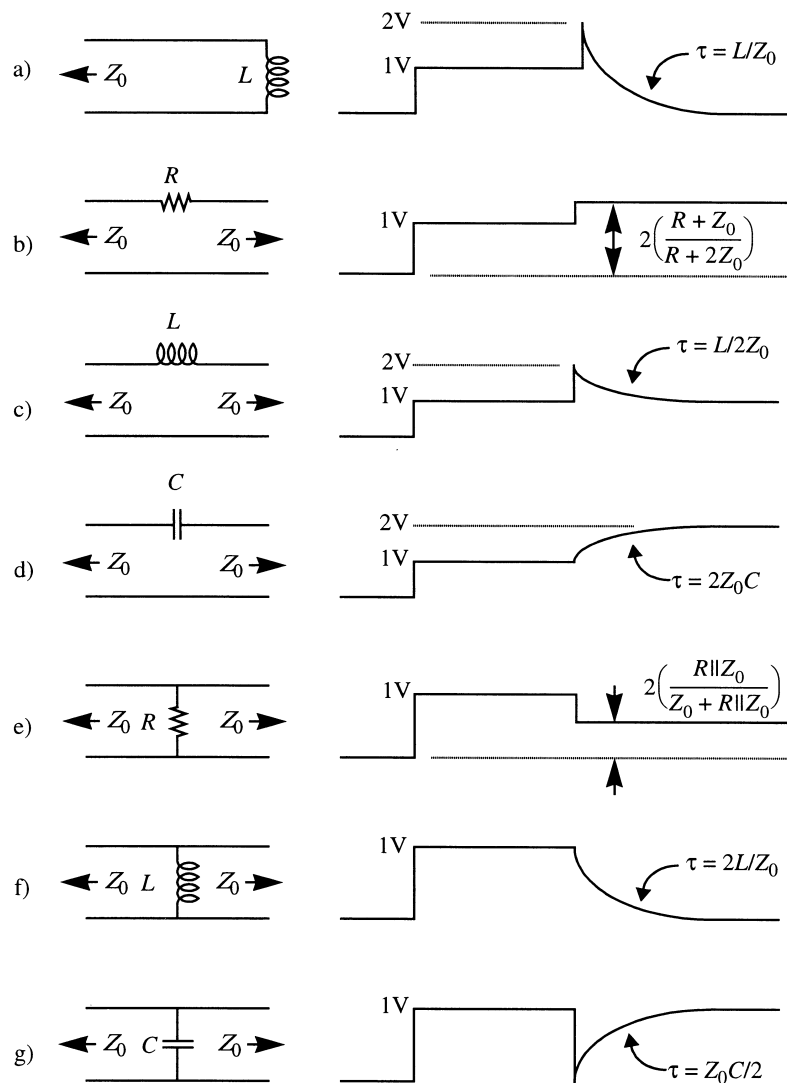 2V
a) Z₀ L 1V τ = L/Z₀
R
b) Z₀ Z₀ 1V 2(R + Z₀ / R + 2Z₀)
L
c) Z₀ Z₀ 2V 1V τ = L/2Z₀
C
d) Z₀ Z₀ 2V 1V τ = 2Z₀C
e) Z₀ R Z₀ 1V 2(R||Z₀ / Z₀ + R||Z₀)
f) Z₀ L Z₀ 1V τ = 2L/Z₀
g) Z₀ C Z₀ 1V τ = Z₀C/2